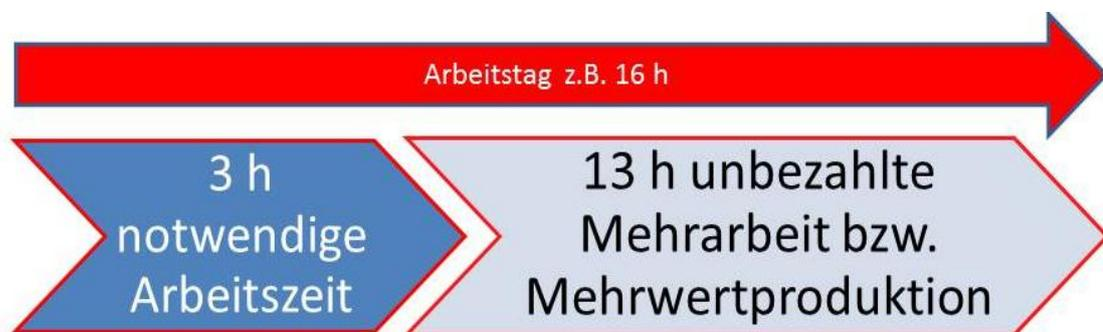 Arbeitstag z.B. 16 h
3 h
notwendige
Arbeitszeit
13 h unbezahlte
Mehrarbeit bzw.
Mehrwertproduktion